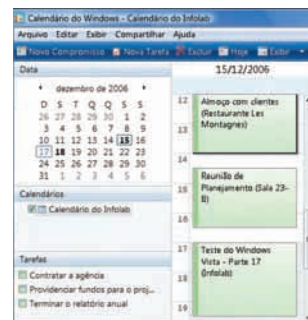 Calendário do Windows - Calendário do Infolab
Arquivo Editar Exibir Compartilhar Ajuda
Novo Compromisso Nova Tarefa Excluir Hoje Exibir
Data
dezembro de 2006
D S T Q Q S S
26 27 28 29 30 1 2
3 4 5 6 7 8 9
10 11 12 13 14 15 16
17 18 19 20 21 22 23
24 25 26 27 28 29 30
31 1 2 3 4 5 6
Calendários
Calendário do Infolab
Tarefas
Contratar a agência
Providenciar fundos para o proj...
Terminar o relatório anual
15/12/2006
12
Almoço com clientes
(Restaurante Les
Montagnes)
13
14
15
Reunião de
Planejamento (Sala 23-
B)
16
17
Teste do Windows
Vista - Parte 17
(Infolab)
18
19